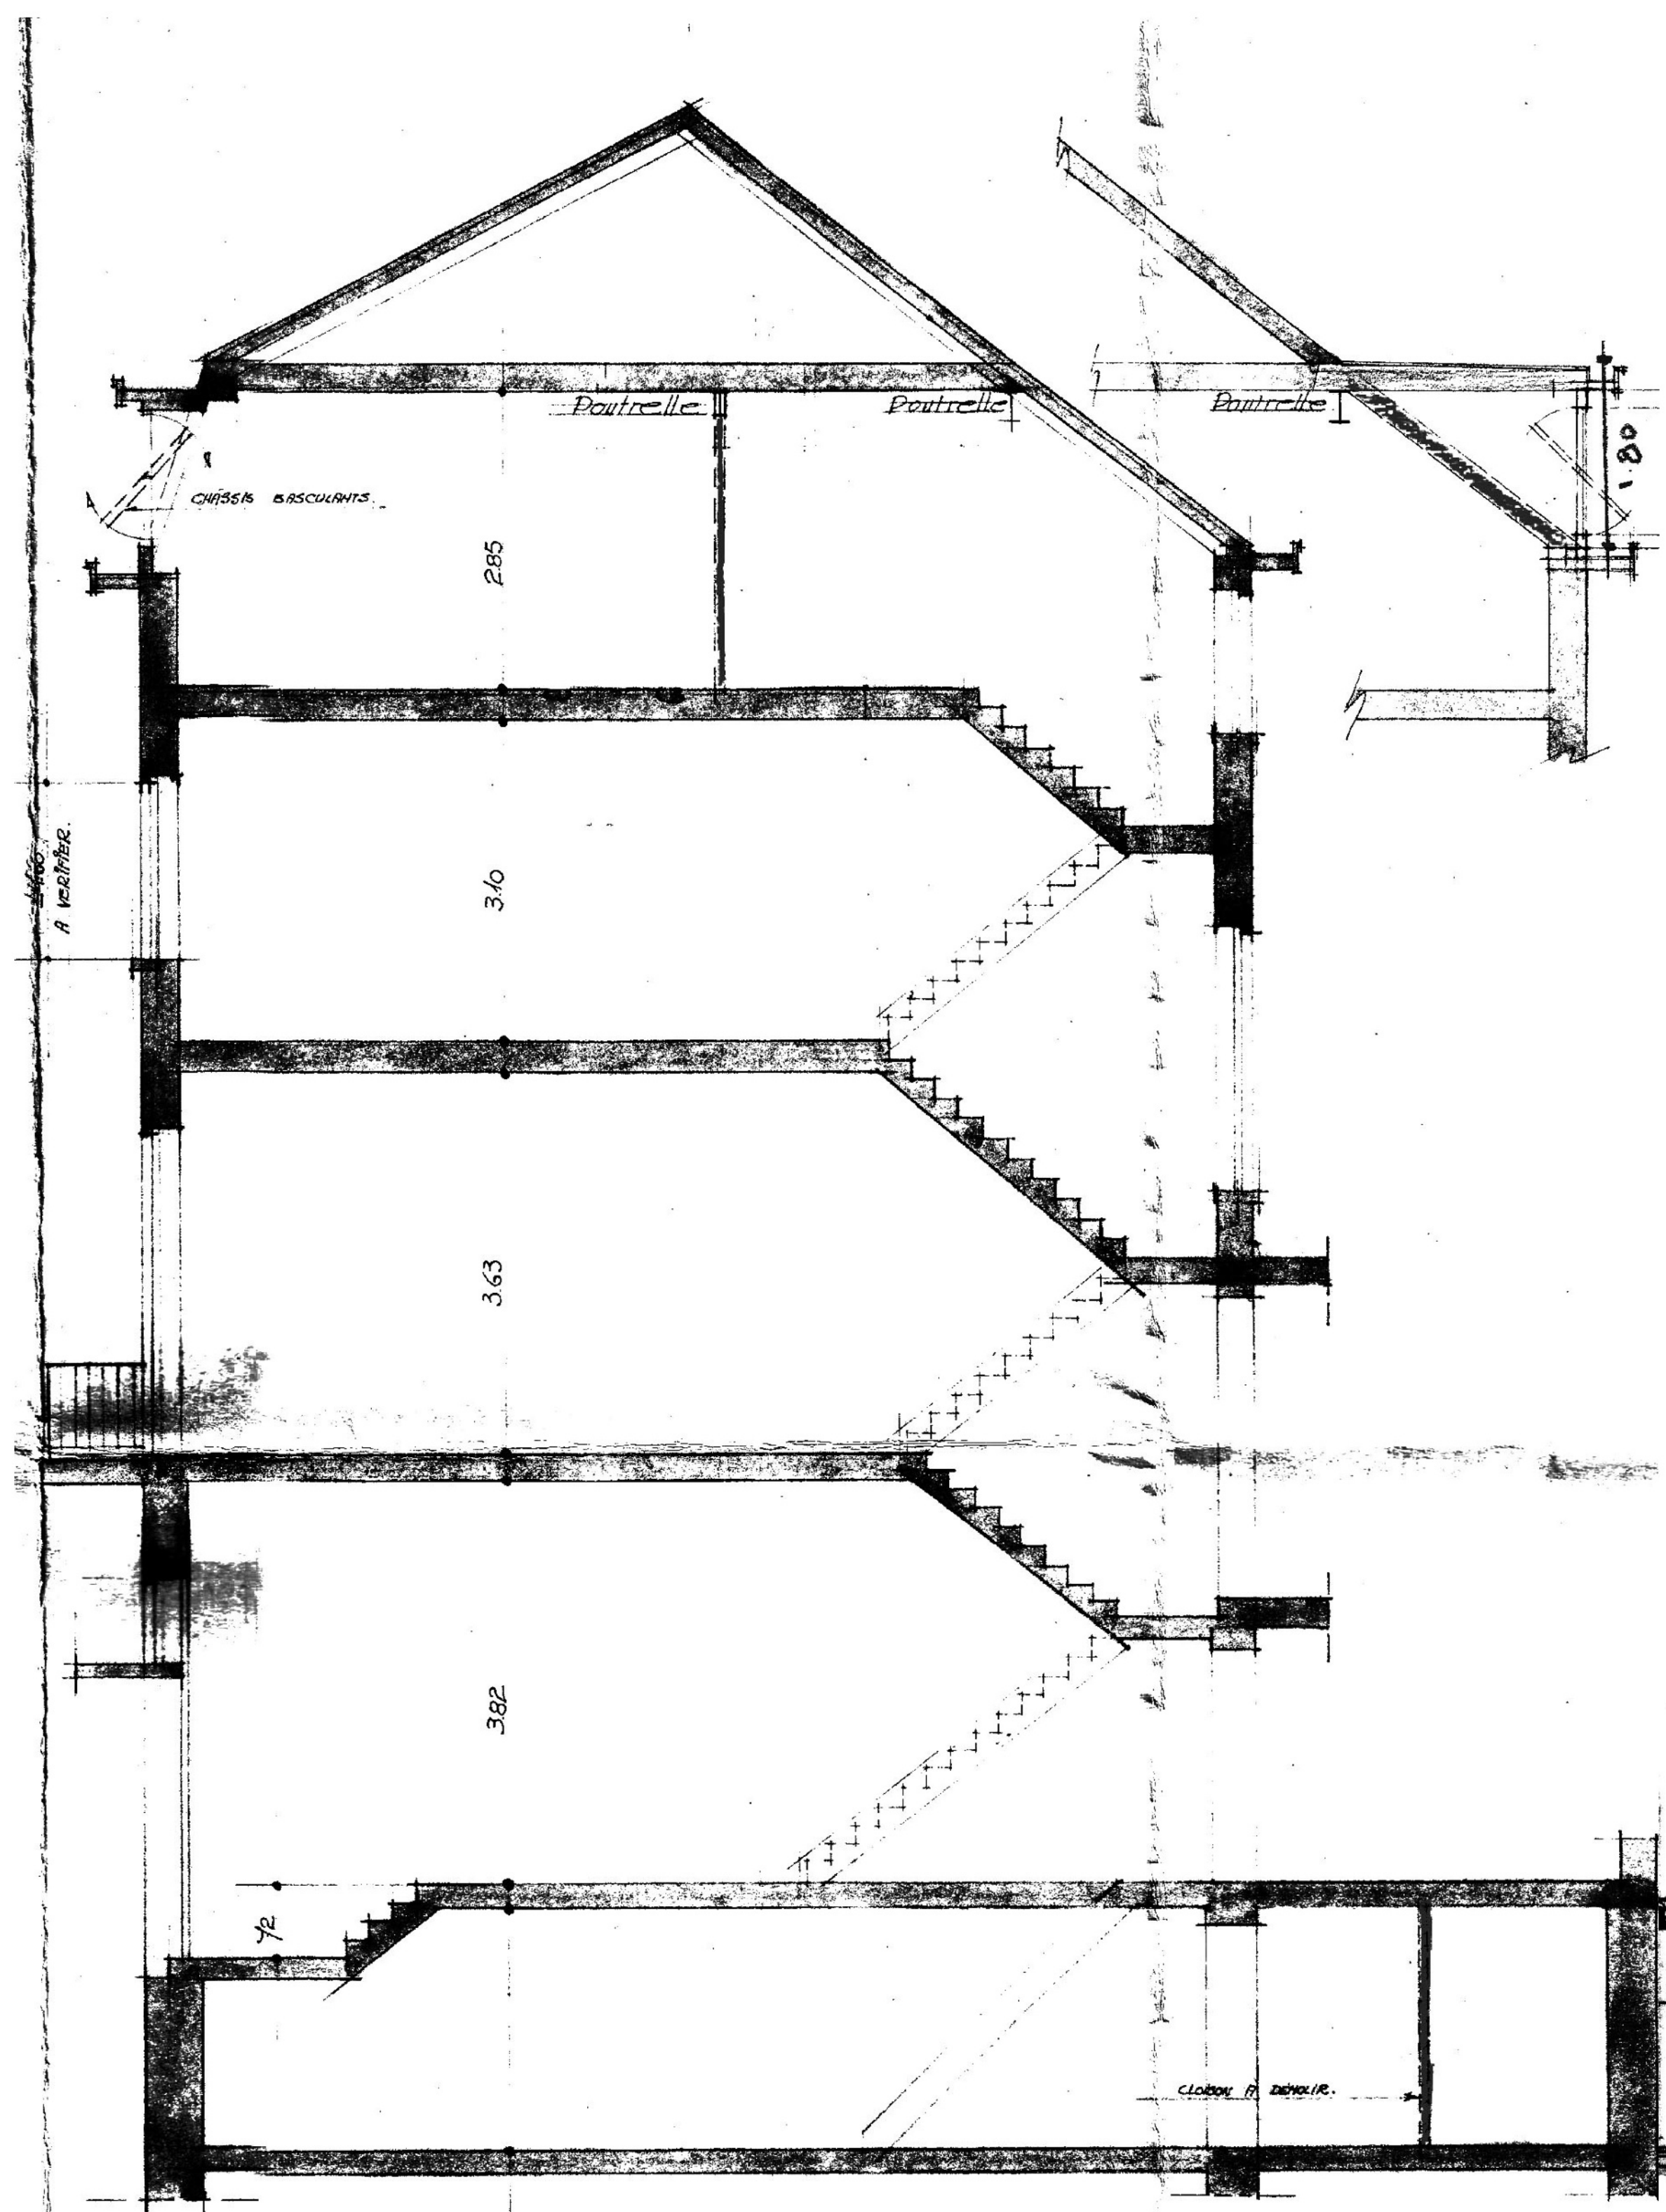 Poutrelle
Poutrelle
Poutrelle
1.80
CHÂSSIS BASCULANTS.
2.85
A VERIFIER.
3.10
3.63
3.82
72
CLOISON A DÉMOLIR.